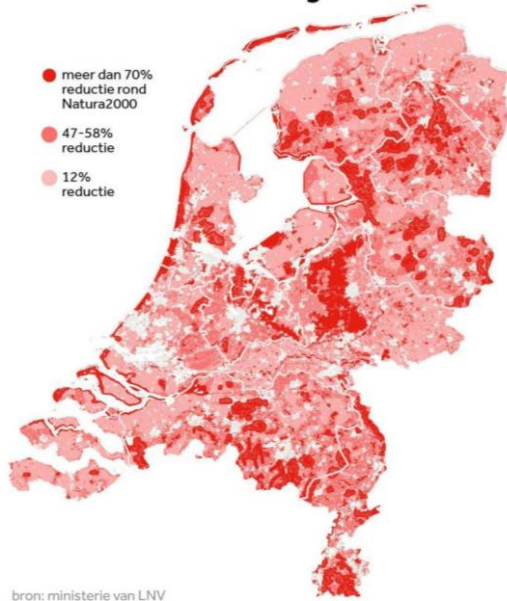 meer dan 70%
reductie rond
Natura2000
47-58%
reductie
12%
reductie
bron: ministerie van LNV